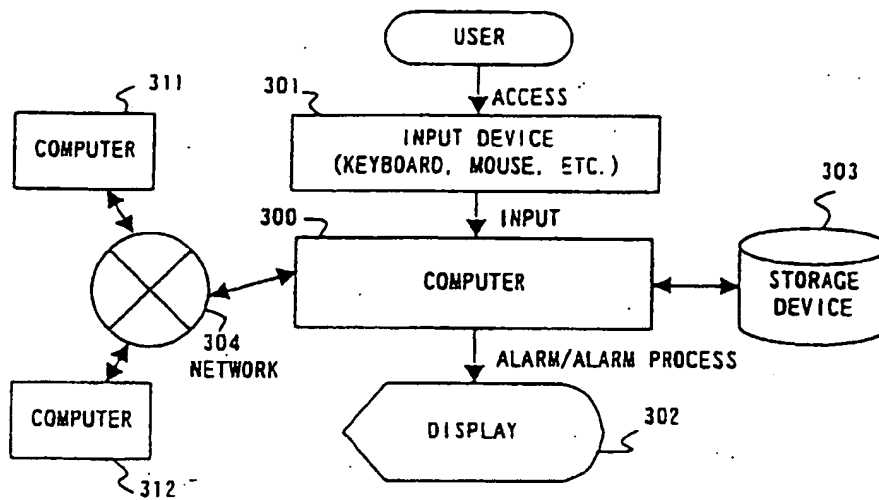 USER
311
301
ACCESS
COMPUTER
INPUT DEVICE
(KEYBOARD, MOUSE, ETC.)
303
300
INPUT
COMPUTER
STORAGE
DEVICE
304
NETWORK
ALARM/ALARM PROCESS
COMPUTER
DISPLAY
302
312